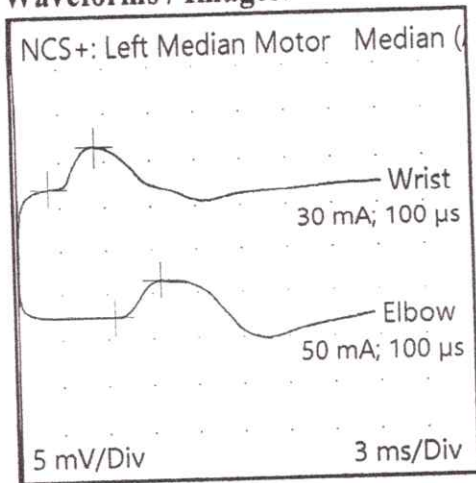 NCS+: Left Median Motor Median (
Wrist
30 mA; 100 µs
Elbow
50 mA; 100 µs
5 mV/Div 3 ms/Div